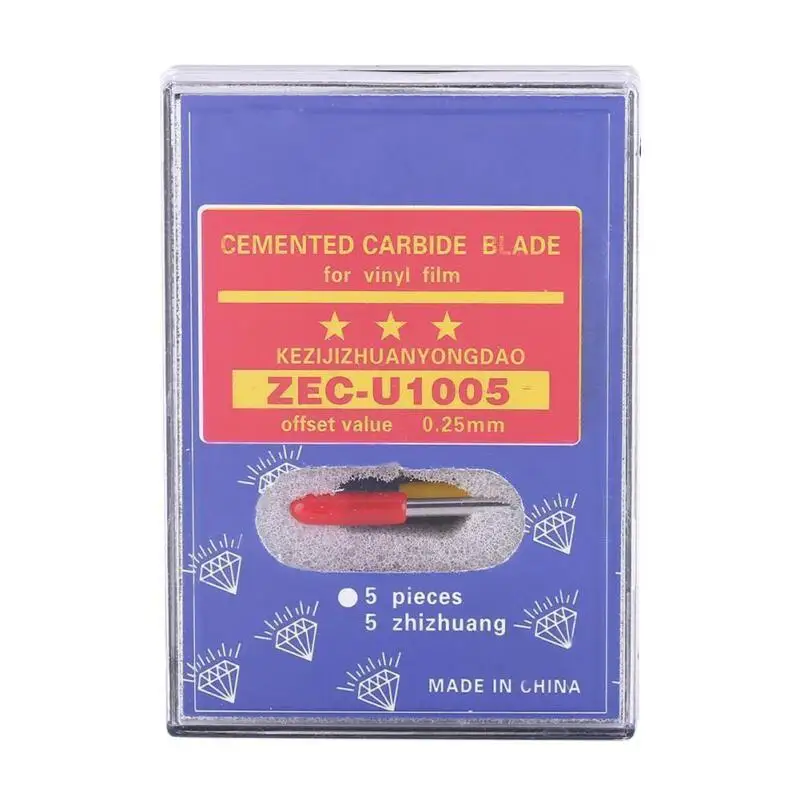 CEMENTED CARBIDE BLADE
for vinyl film
KEZIJIZHUANYONGDAO
ZEC-U1005
offset value 0.25mm
5 pieces
5 zhizhuang
MADE IN CHINA